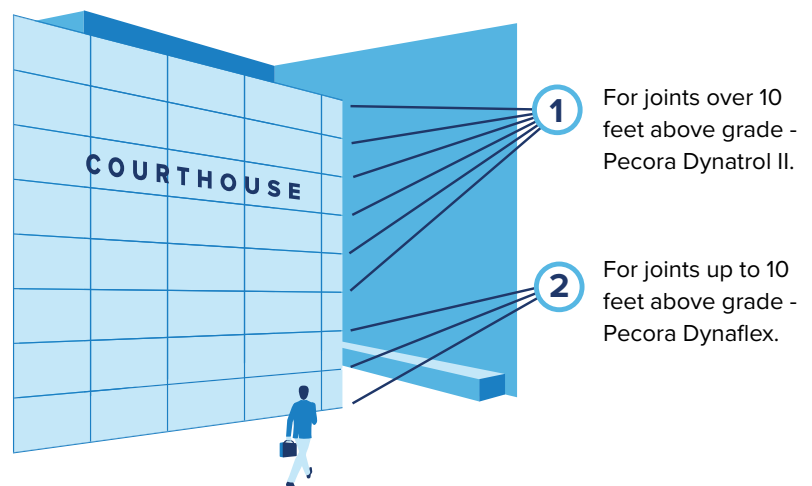 COURTHOUSE
1
For joints over 10
feet above grade -
Pecora Dynatrol II.
2
For joints up to 10
feet above grade -
Pecora Dynaflex.